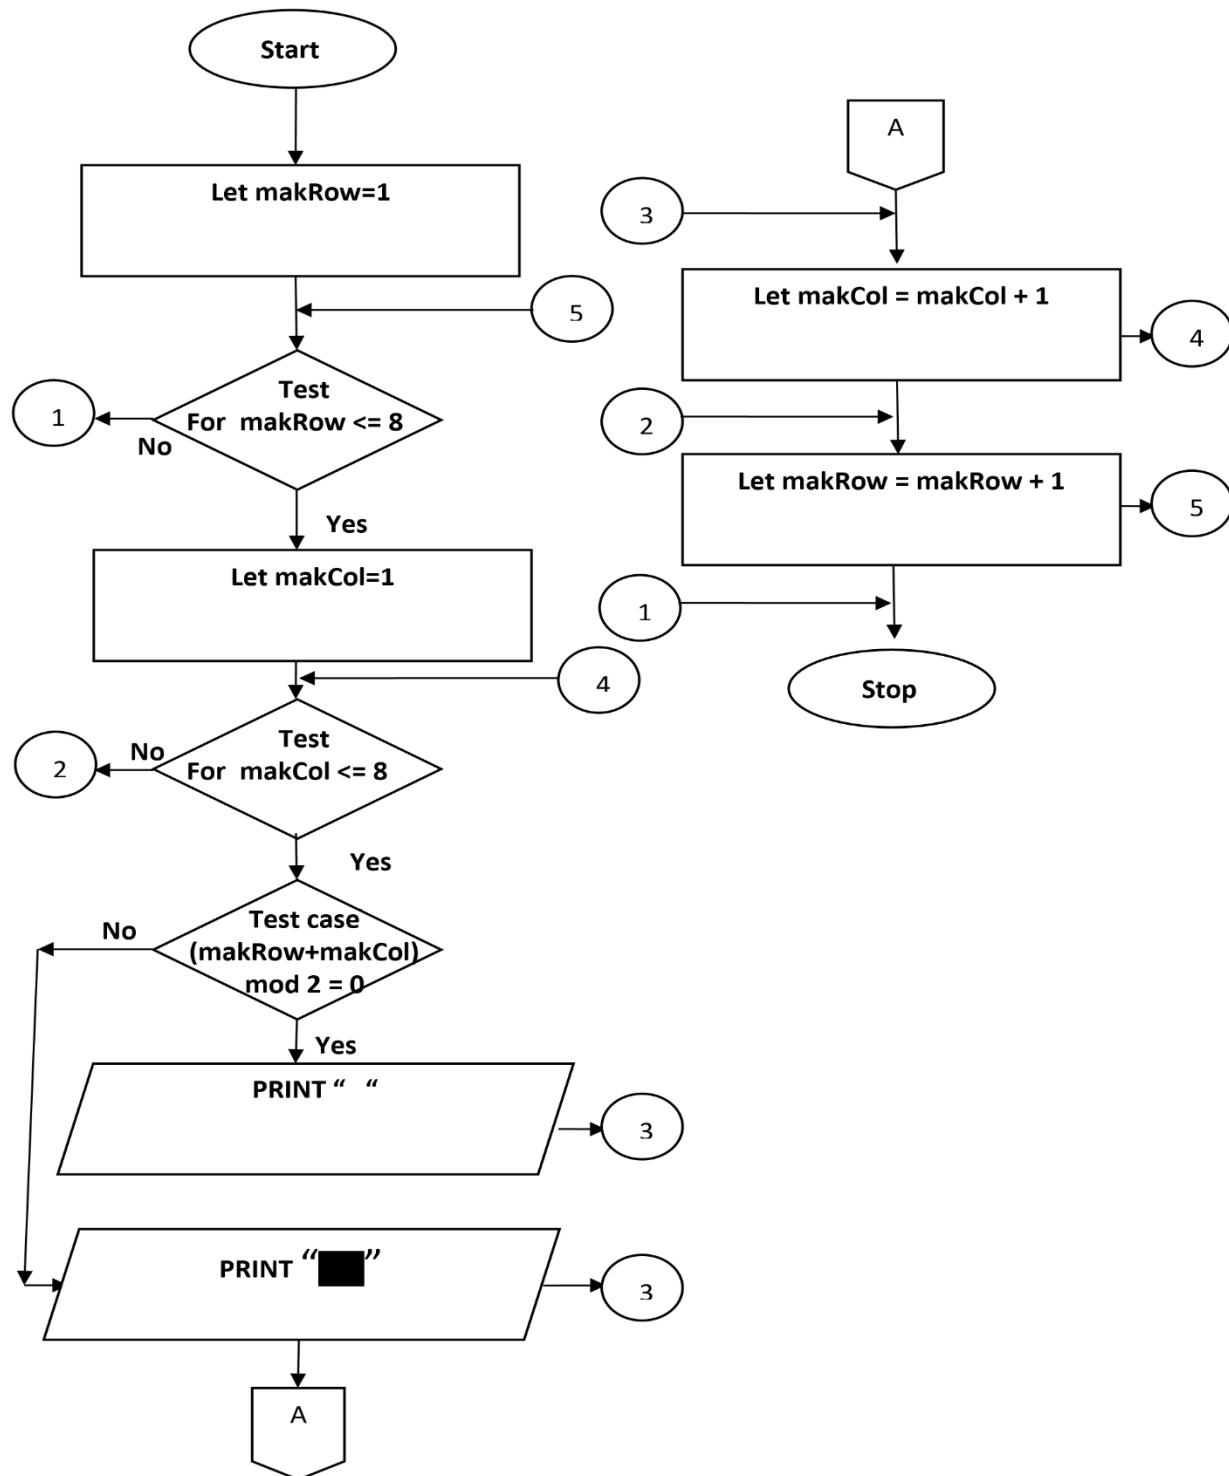 Start
Let makRow=1
5
Test
For makRow <= 8
1
No
Yes
Let makCol=1
4
Test
For makCol <= 8
No
2
Yes
Test case
(makRow+makCol)
mod 2 = 0
No
Yes
PRINT “ “
3
PRINT “██”
3
A
A
3
Let makCol = makCol + 1
4
2
Let makRow = makRow + 1
5
1
Stop